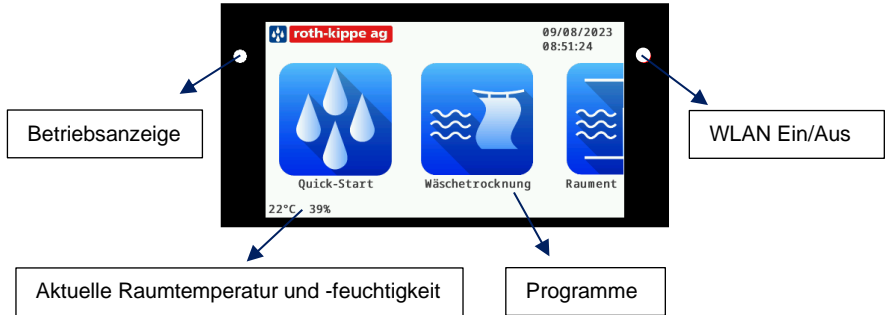 roth-kippe ag
09/08/2023
08:51:24
Betriebsanzeige
WLAN Ein/Aus
Quick-Start
Wäschetrocknung
Raument
22°C 39%
Aktuelle Raumtemperatur und -feuchtigkeit
Programme